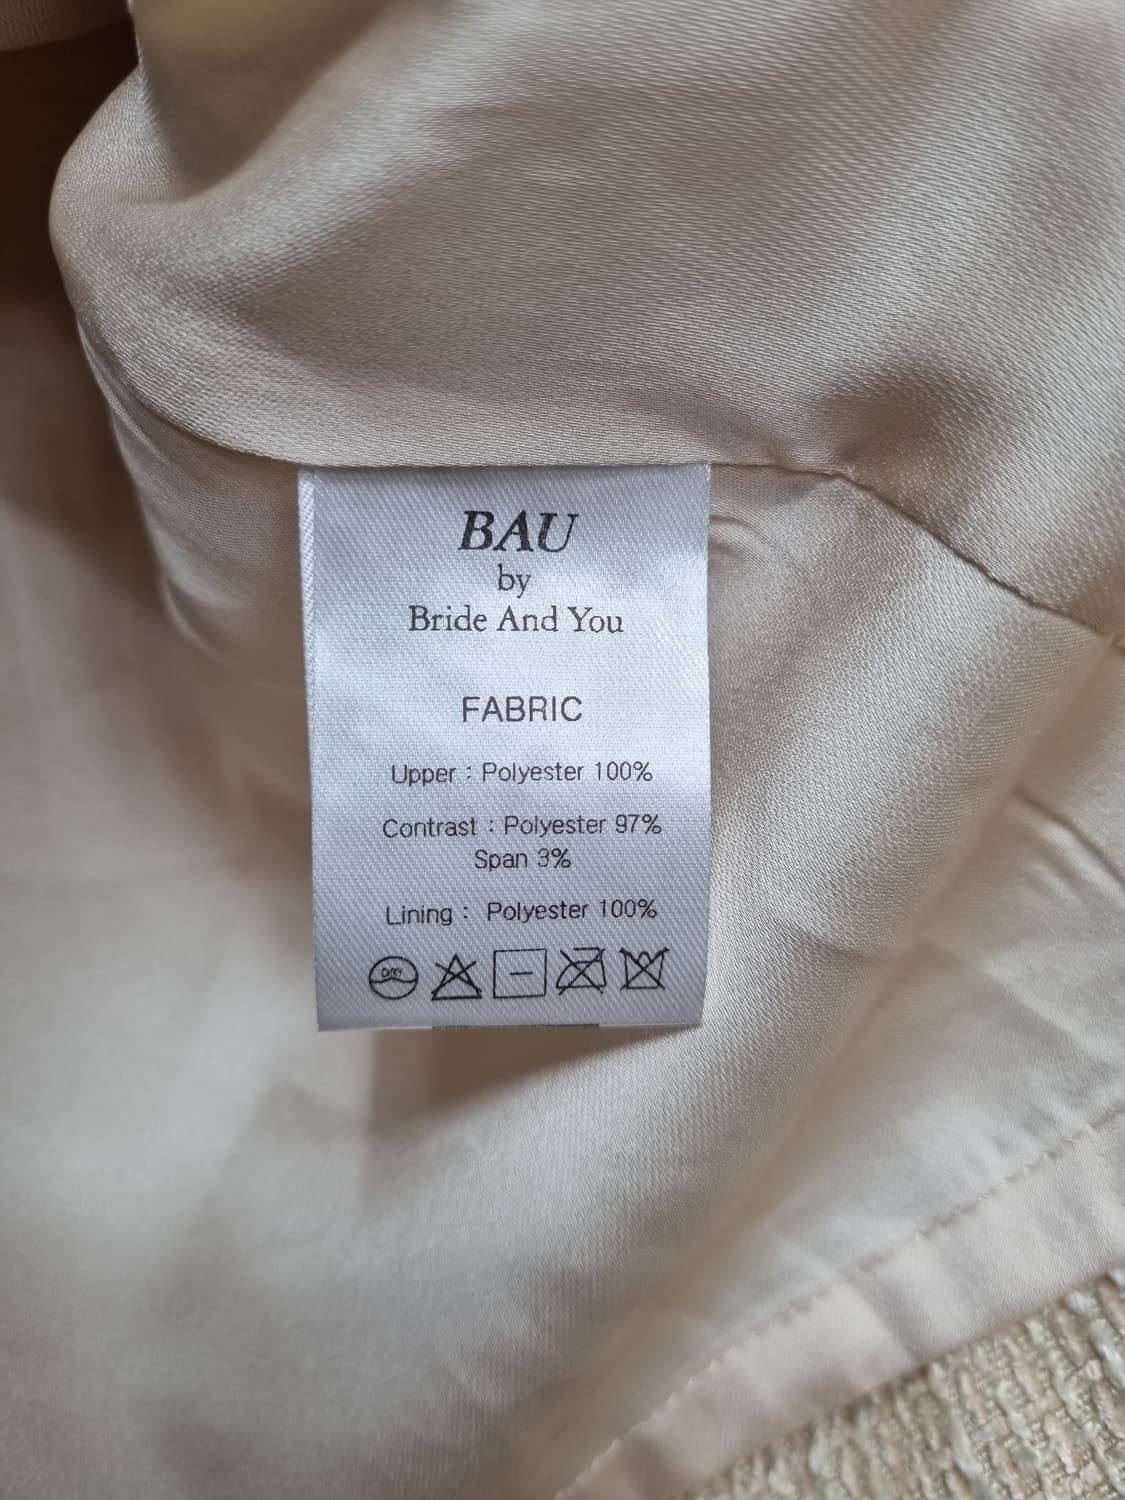 BAU
by
Bride And You
FABRIC
Upper : Polyester 100%
Contrast : Polyester 97%
Span 3%
Lining : Polyester 100%
DRY